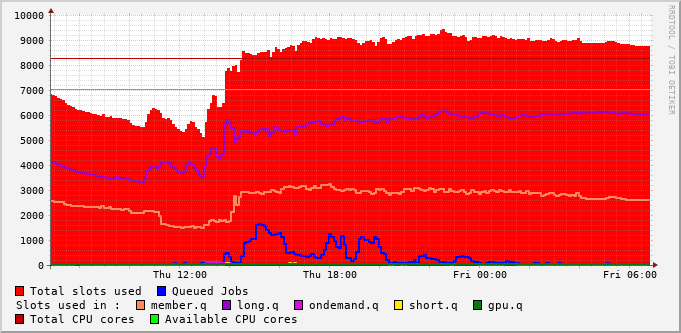 10000
9000
8000
7000
6000
5000
4000
3000
2000
1000
0
Thu 12:00 Thu 18:00 Fri 00:00 Fri 06:00
RRDTOOL / TOBI OETIKER
Total slots used Queued Jobs
Slots used in : member.q long.q ondemand.q short.q gpu.q
Total CPU cores Available CPU cores